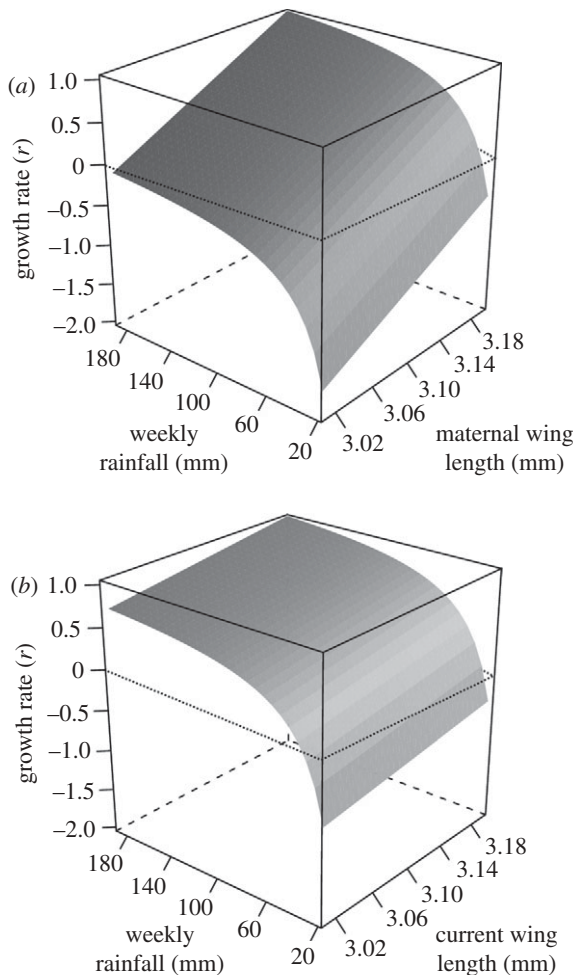 (a)
growth rate (r)
1.0
0.5
0
–0.5
–1.0
–1.5
–2.0
180
140
100
60
20
weekly
rainfall (mm)
3.02
3.06
3.10
3.14
3.18
maternal wing
length (mm)
(b)
growth rate (r)
1.0
0.5
0
–0.5
–1.0
–1.5
–2.0
180
140
100
60
20
weekly
rainfall (mm)
3.02
3.06
3.10
3.14
3.18
current wing
length (mm)